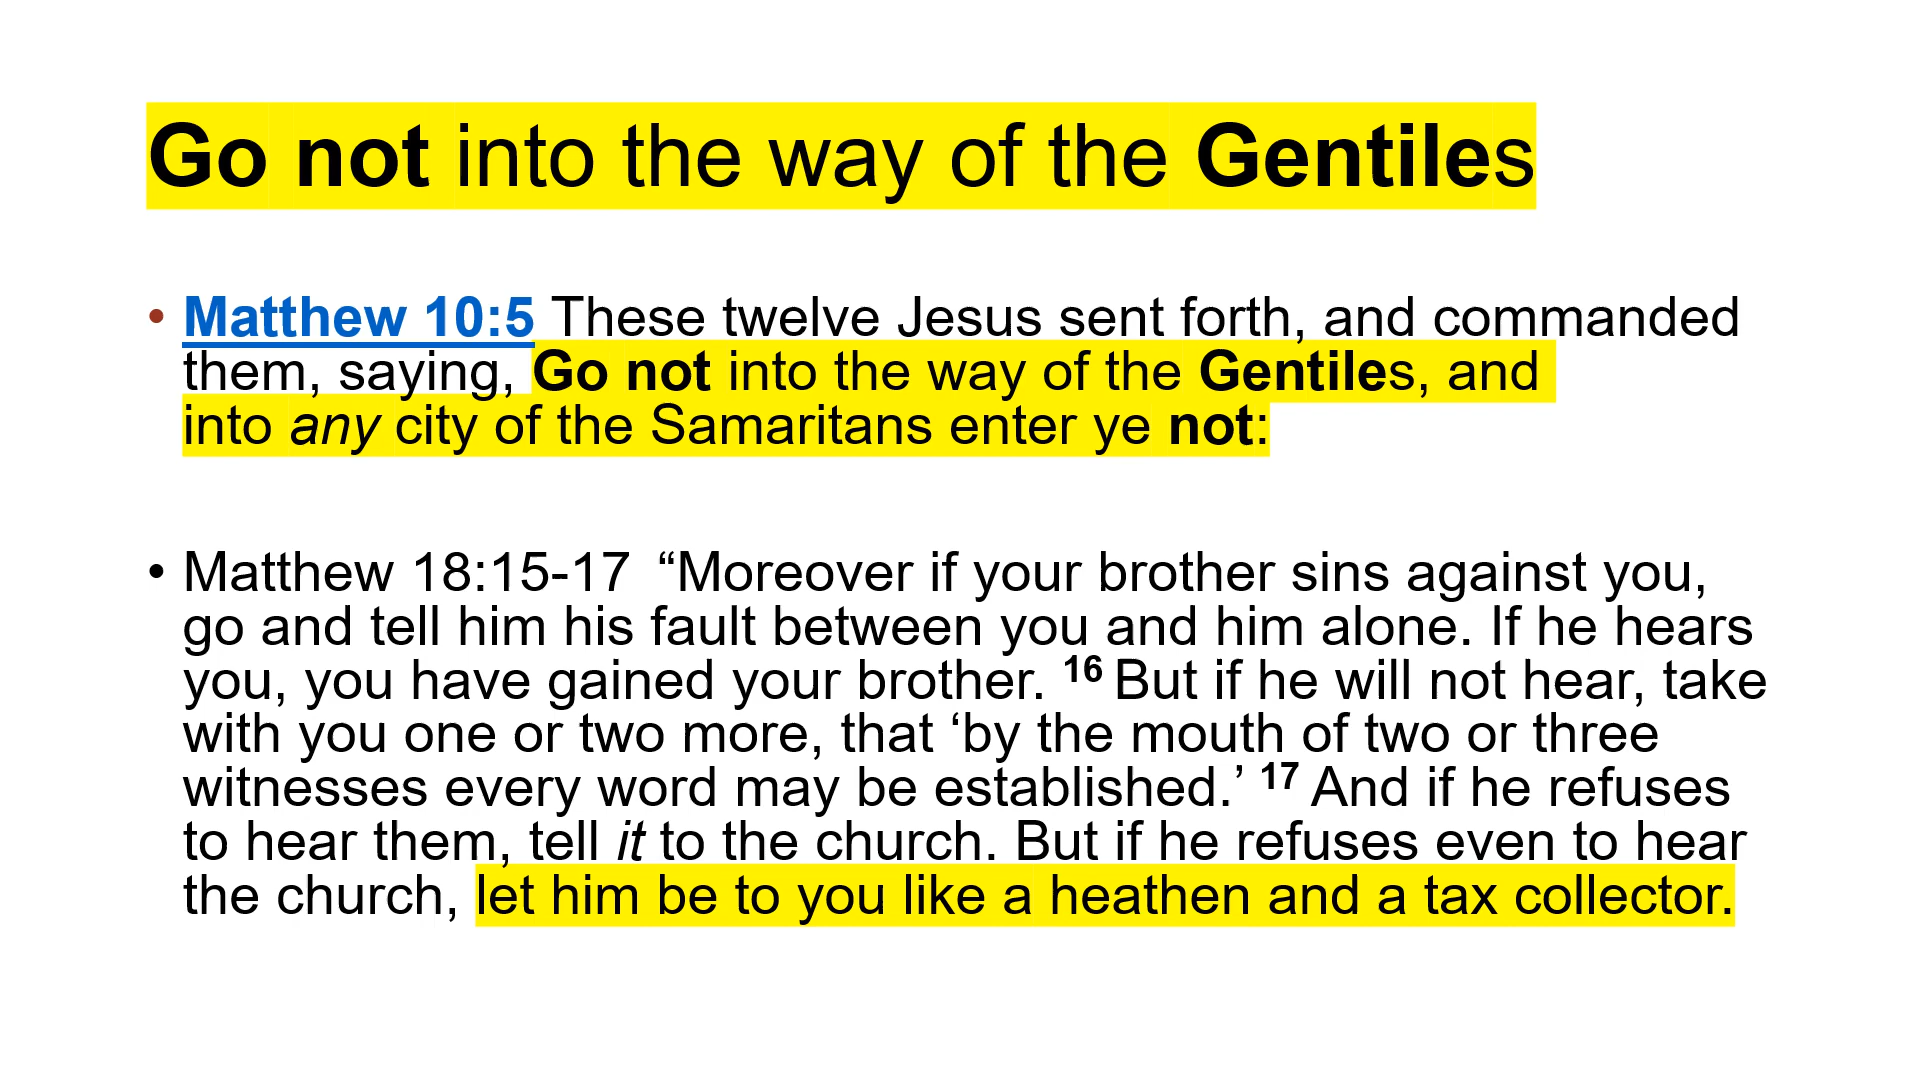 Go not into the way of the Gentiles
• Matthew 10:5 These twelve Jesus sent forth, and commanded
them, saying, Go not into the way of the Gentiles, and
into any city of the Samaritans enter ye not:
• Matthew 18:15-17  “Moreover if your brother sins against you,
go and tell him his fault between you and him alone. If he hears
you, you have gained your brother. 16 But if he will not hear, take
with you one or two more, that ‘by the mouth of two or three
witnesses every word may be established.’ 17 And if he refuses
to hear them, tell it to the church. But if he refuses even to hear
the church, let him be to you like a heathen and a tax collector.